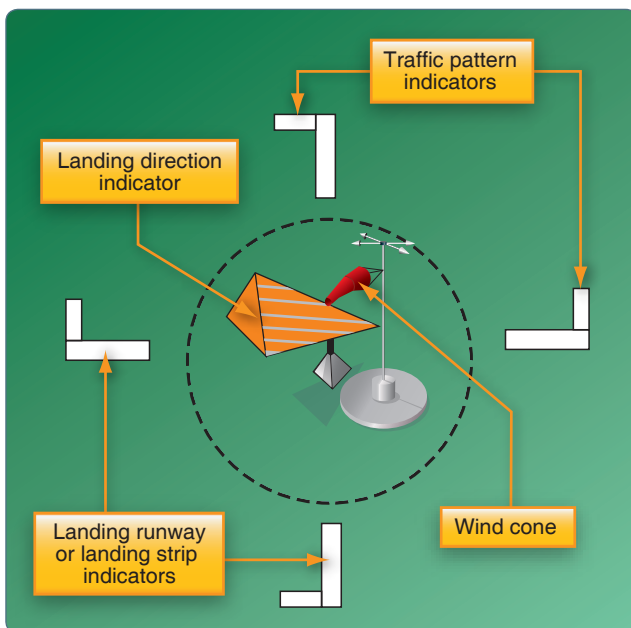 Traffic pattern
indicators
Landing direction
indicator
Landing runway
or landing strip
indicators
Wind cone